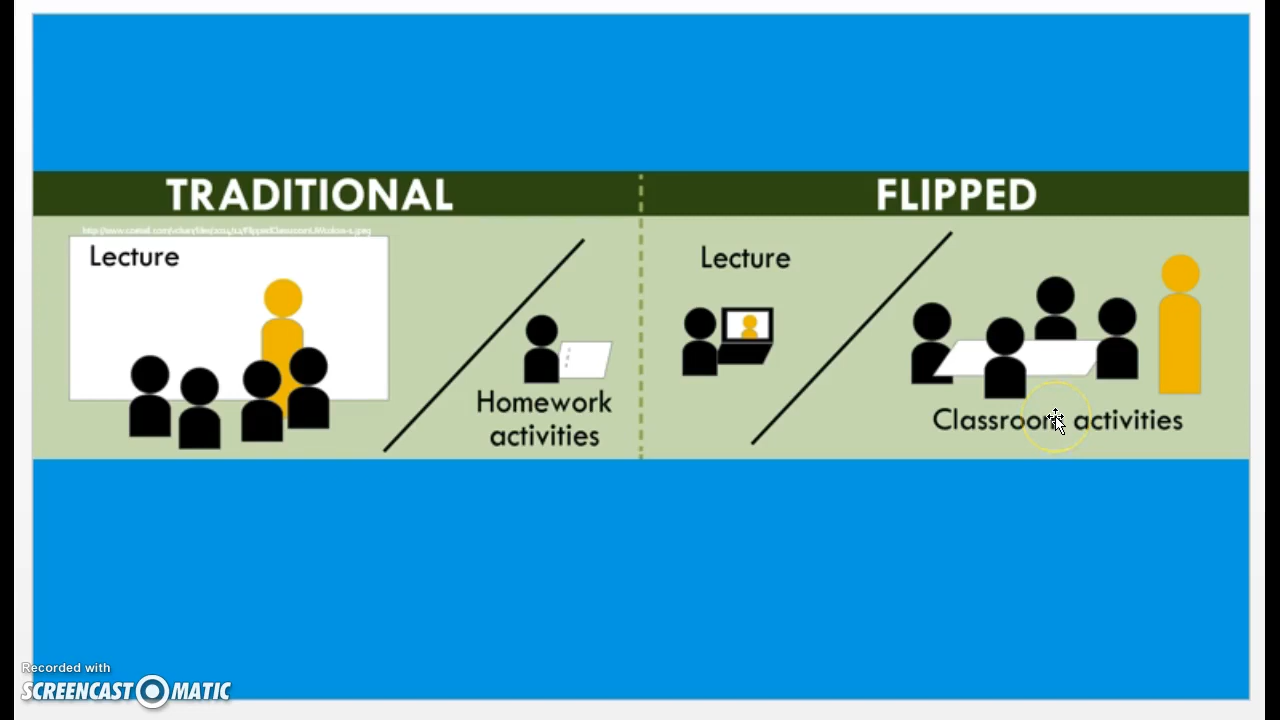 TRADITIONAL
FLIPPED
Lecture
Homework
activities
Lecture
Classroom activities
Recorded with
SCREENCAST MATIC